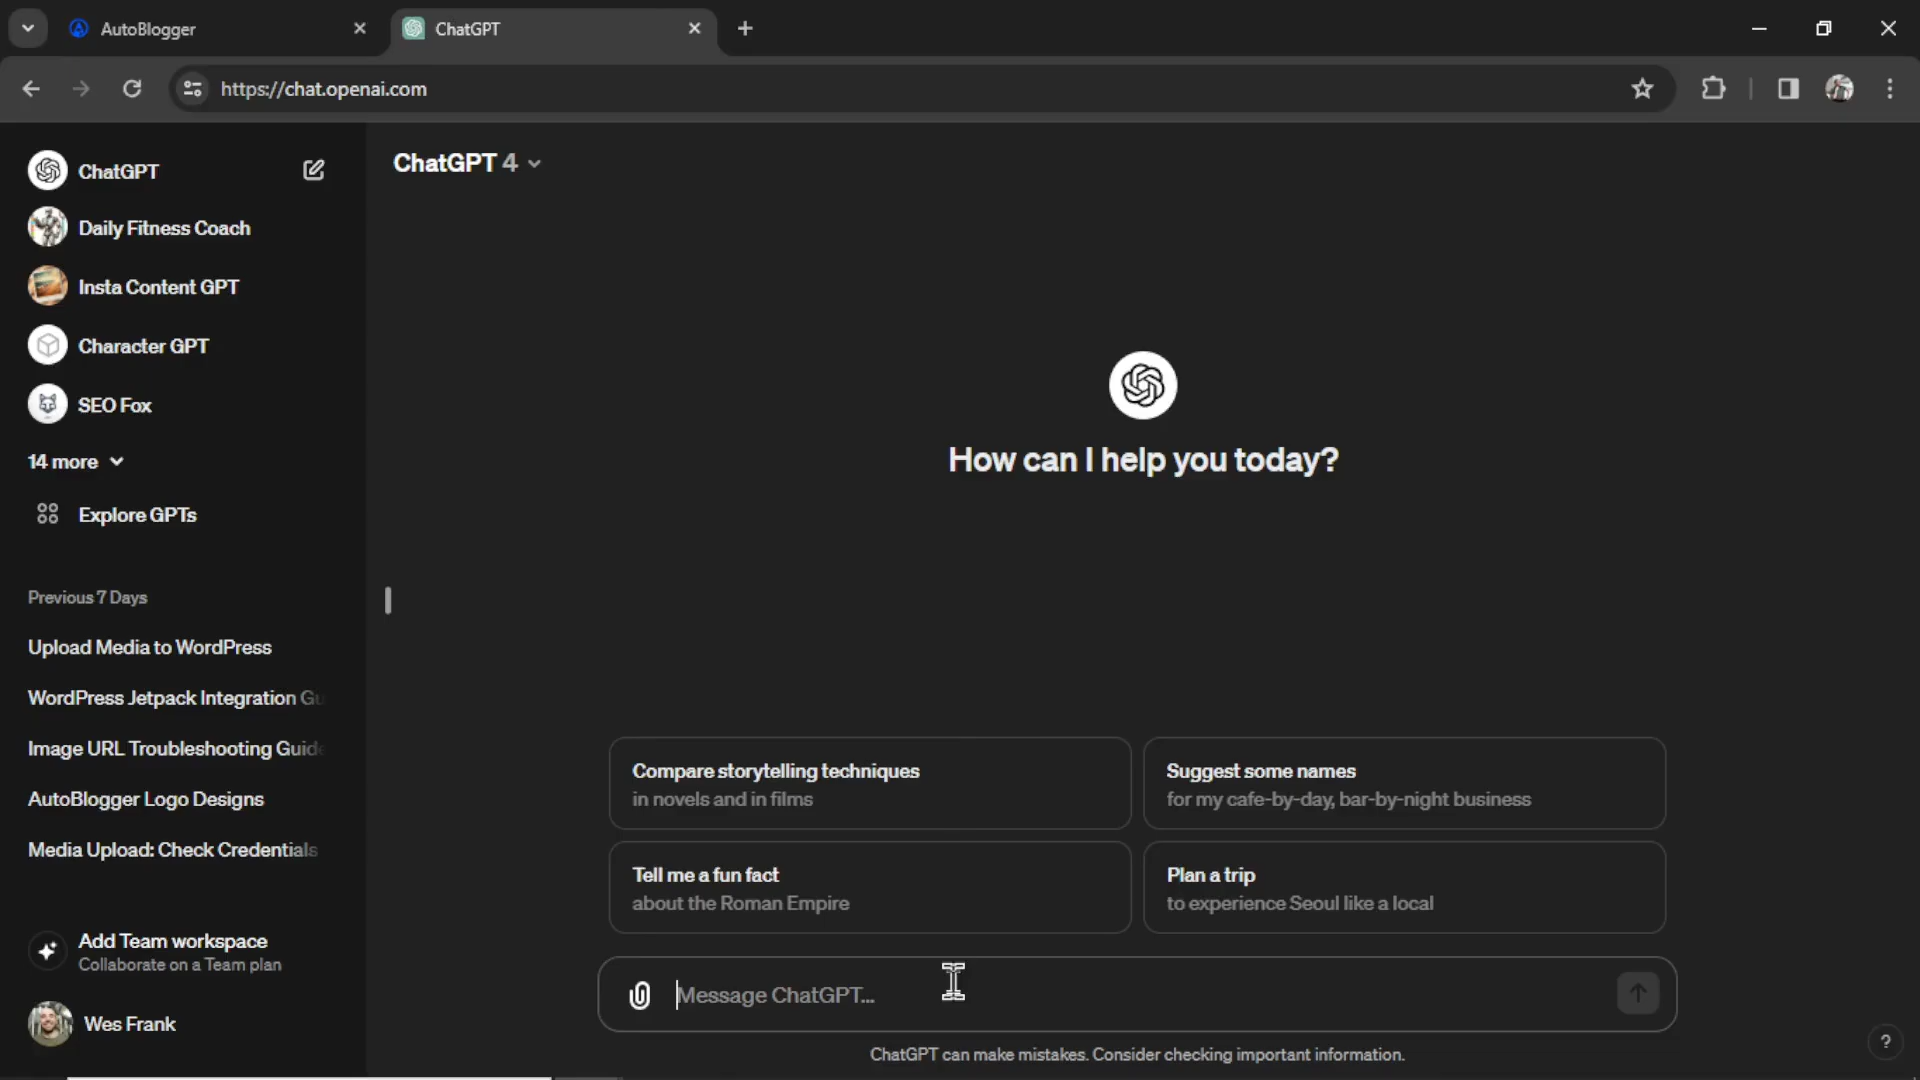 AutoBlogger
ChatGPT
https://chat.openai.com
ChatGPT
Daily Fitness Coach
Insta Content GPT
Character GPT
SEO Fox
14 more
Explore GPTs
Previous 7 Days
Upload Media to WordPress
WordPress Jetpack Integration Gu
Image URL Troubleshooting Guide
AutoBlogger Logo Designs
Media Upload: Check Credentials
Add Team workspace
Collaborate on a Team plan
Wes Frank
ChatGPT 4
How can I help you today?
Compare storytelling techniques
in novels and in films
Suggest some names
for my cafe-by-day, bar-by-night business
Tell me a fun fact
about the Roman Empire
Plan a trip
to experience Seoul like a local
Message ChatGPT...
ChatGPT can make mistakes. Consider checking important information.
?